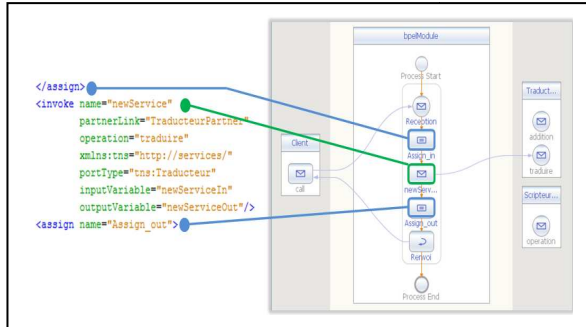 </assign>
<invoke name="newService"
partnerLink="TraducteurPartner"
operation="traduire"
xmlns:tns="http://services/"
portType="tns:Traducteur"
inputVariable="newServiceIn"
outputVariable="newServiceOut"/>
<assign name="Assign_out">
bpelModule
Process Start
Reception
Assign_in
newServ...
Assign_out
Renvoi
Process End
Client
call
Traduct...
addition
traduire
Scripteur...
operation